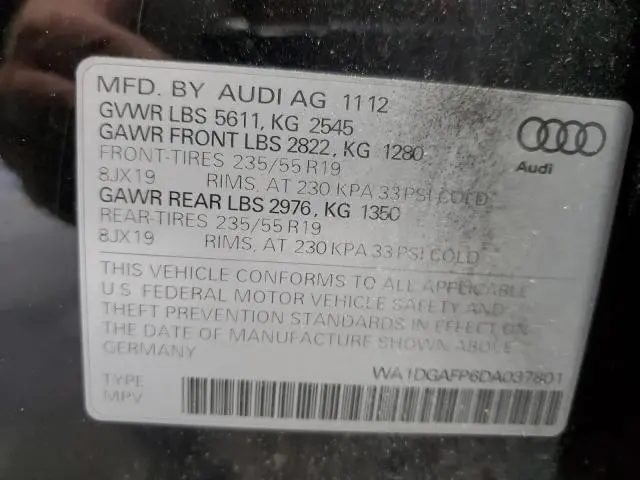 MFD. BY AUDI AG 11 12
GVWR LBS 5611, KG 2545
GAWR FRONT LBS 2822, KG 1280
FRONT-TIRES 235/55 R19
8JX19 RIMS. AT 230 KPA 33 PSI COLD
GAWR REAR LBS 2976, KG 1350
REAR-TIRES 235/55 R19
8JX19 RIMS. AT 230 KPA 33 PSI COLD
Audi
THIS VEHICLE CONFORMS TO ALL APPLICABLE
U.S. FEDERAL MOTOR VEHICLE SAFETY AND
THEFT PREVENTION STANDARDS IN EFFECT ON
THE DATE OF MANUFACTURE SHOWN ABOVE
GERMANY
TYPE :
MPV
WA1DGAFP6DA037801